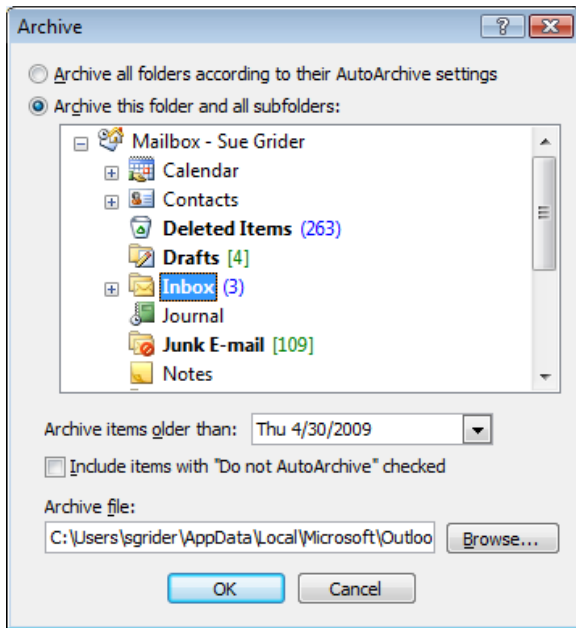 Archive
Archive all folders according to their AutoArchive settings
Archive this folder and all subfolders:
Mailbox - Sue Grider
Calendar
Contacts
Deleted Items (263)
Drafts [4]
Inbox (3)
Journal
Junk E-mail [109]
Notes
Archive items older than: Thu 4/30/2009
Include items with "Do not AutoArchive" checked
Archive file:
C:\Users\sgrider\AppData\Local\Microsoft\Outloo Browse...
OK Cancel